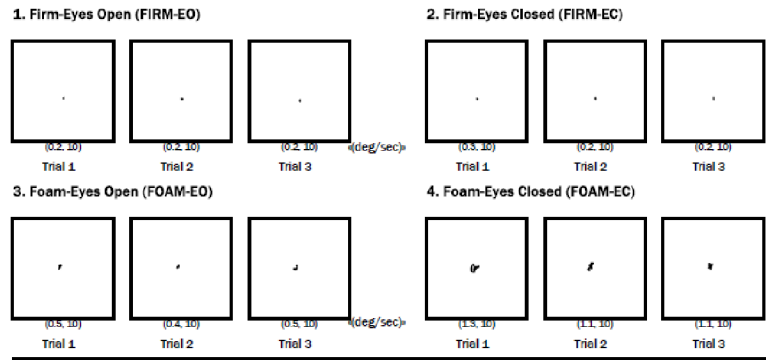 1. Firm-Eyes Open (FIRM-EO)
2. Firm-Eyes Closed (FIRM-EC)
(0.2, 10) (0.2, 10) (0.2, 10) «(deg/sec)» (0.3, 10) (0.2, 10) (0.2, 10)
Trial 1 Trial 2 Trial 3 Trial 1 Trial 2 Trial 3
3. Foam-Eyes Open (FOAM-EO)
4. Foam-Eyes Closed (FOAM-EC)
(0.5, 10) (0.4, 10) (0.5, 10) «(deg/sec)» (1.3, 10) (1.1, 10) (1.1, 10)
Trial 1 Trial 2 Trial 3 Trial 1 Trial 2 Trial 3